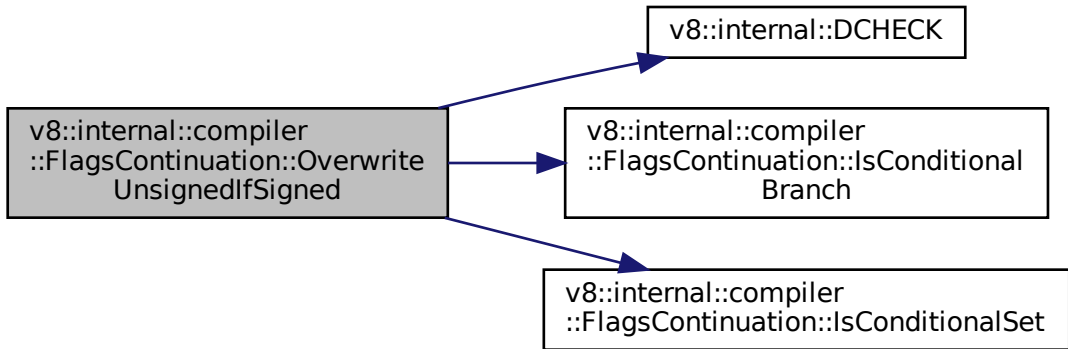 v8::internal::DCHECK
v8::internal::compiler
::FlagsContinuation::Overwrite
UnsignedIfSigned
v8::internal::compiler
::FlagsContinuation::IsConditional
Branch
v8::internal::compiler
::FlagsContinuation::IsConditionalSet